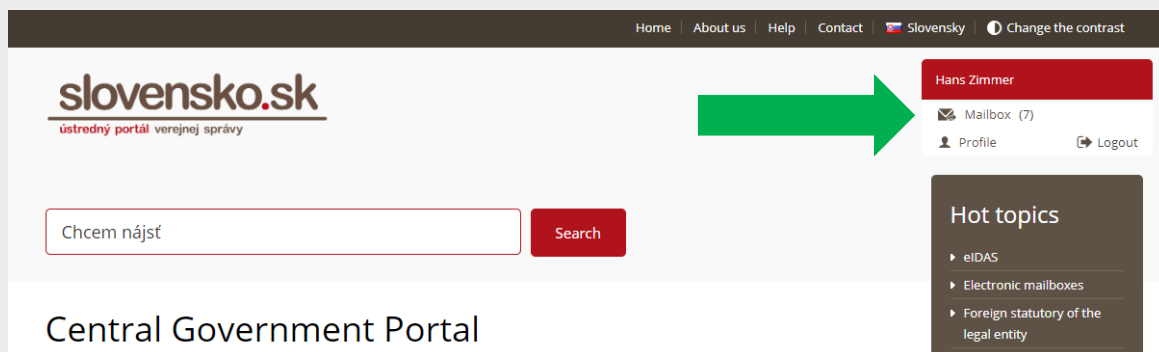 Home About us Help Contact Slovensky Change the contrast
slovensko.sk
ústredný portál verejnej správy
Hans Zimmer
Mailbox (7)
Profile Logout
Chcem nájsť Search
Hot topics
eIDAS
Electronic mailboxes
Foreign statutory of the
legal entity
Central Government Portal